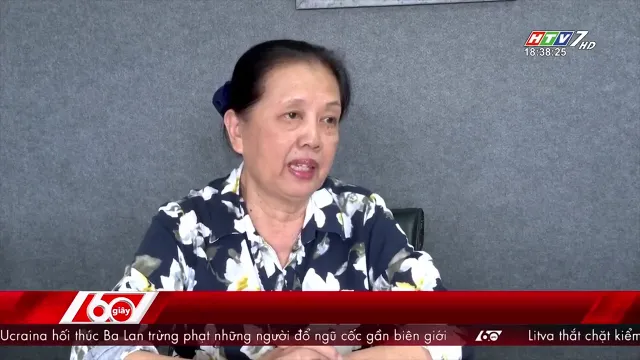 HTV7 HD
18:38:25
60 giây
Ucraina hối thúc Ba Lan trừng phạt những người đổ ngũ cốc gần biên giới 60 Litva thắt chặt kiểm